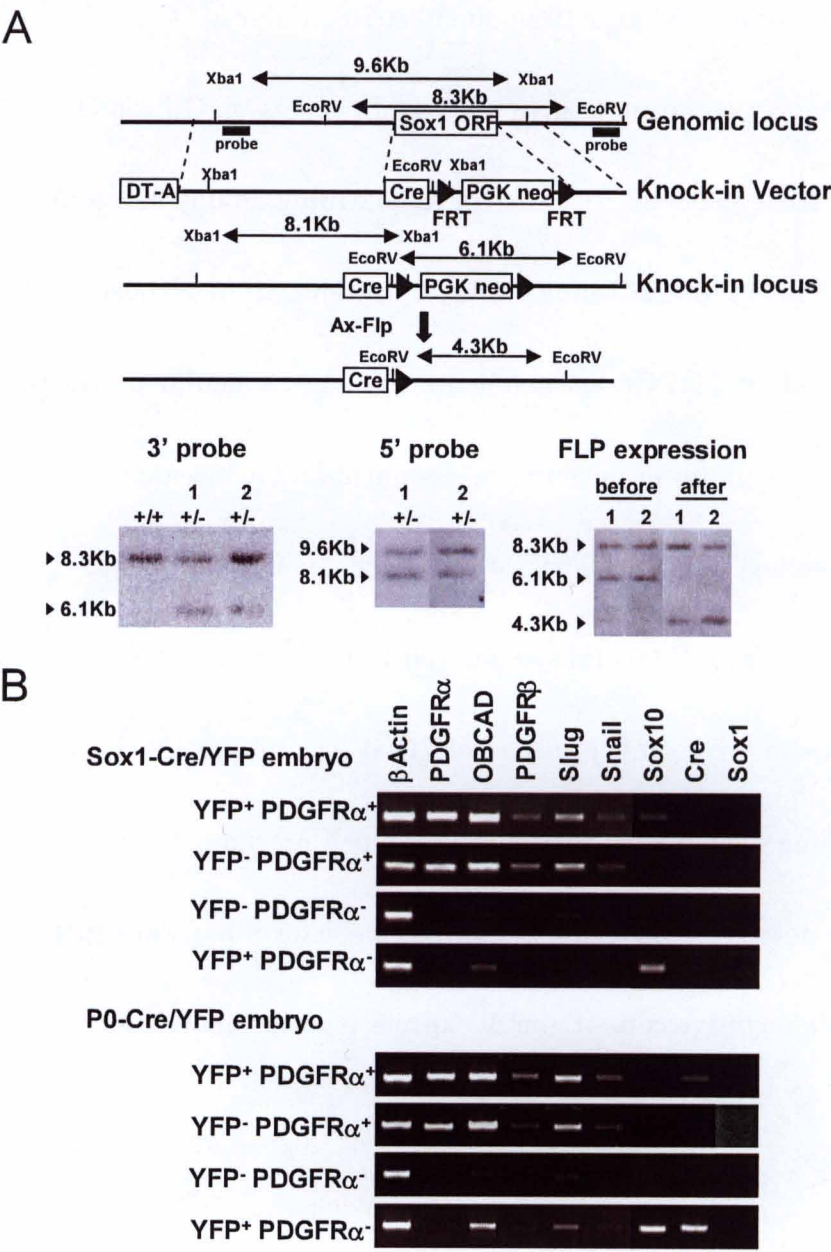 A
9.6Kb
Xba1 Xba1
EcoRV 8.3Kb EcoRV
Sox1 ORF Genomic locus
probe probe
EcoRV Xba1
DT-A Xba1 Cre PGK neo Knock-in Vector
FRT FRT
8.1Kb
Xba1 Xba1
6.1Kb
EcoRV EcoRV
Cre PGK neo Knock-in locus
Ax-Flp
4.3Kb
EcoRV EcoRV
Cre
3' probe 5' probe FLP expression
before after
1 2 1 2 1 2 1 2
+/+ +/- +/- +/- +/-
8.3Kb 9.6Kb 8.3Kb
8.1Kb 6.1Kb
6.1Kb 4.3Kb
B
βActin PDGFRα OBCAD PDGFRβ Slug Snail Sox10 Cre Sox1
Sox1-Cre/YFP embryo
YFP⁺ PDGFRα⁺
YFP⁻ PDGFRα⁺
YFP⁻ PDGFRα⁻
YFP⁺ PDGFRα⁻
P0-Cre/YFP embryo
YFP⁺ PDGFRα⁺
YFP⁻ PDGFRα⁺
YFP⁻ PDGFRα⁻
YFP⁺ PDGFRα⁻